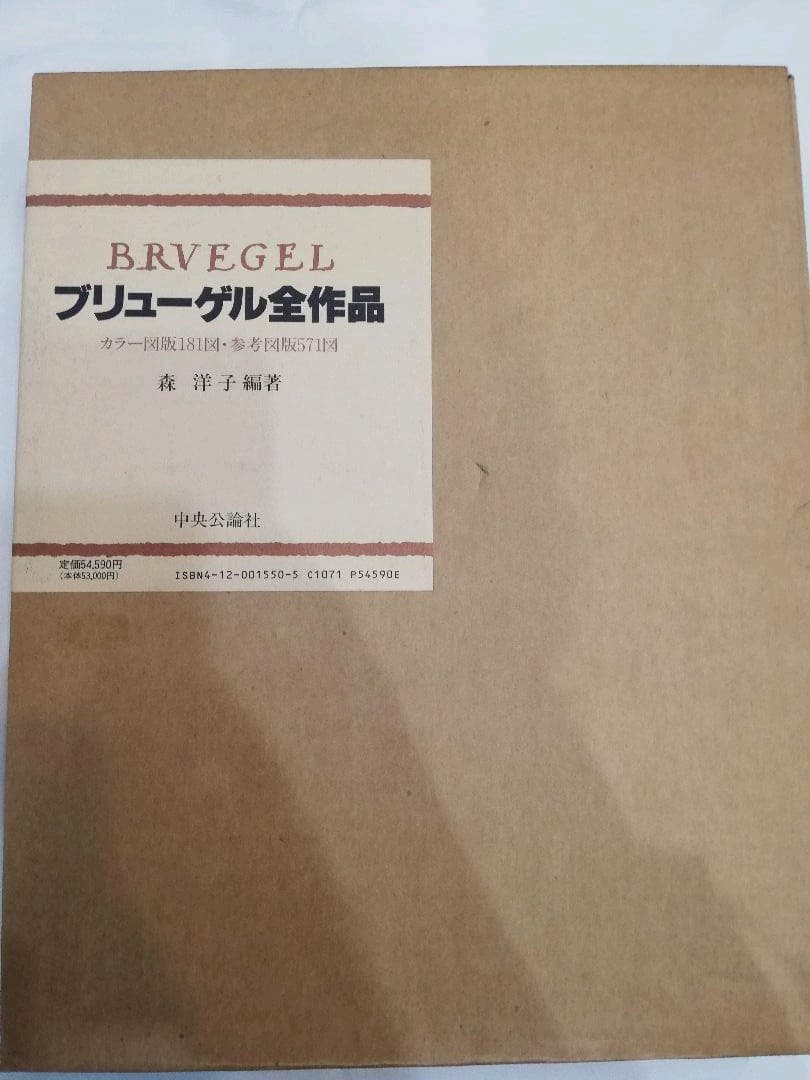 BRVEGEL
ブリューゲル全作品
カラー図版181図・参考図版571図
森 洋子編著
中央公論社
定価54,590円
(本体53,000円)
ISBN4-12-001550-5 C1071 P54590E